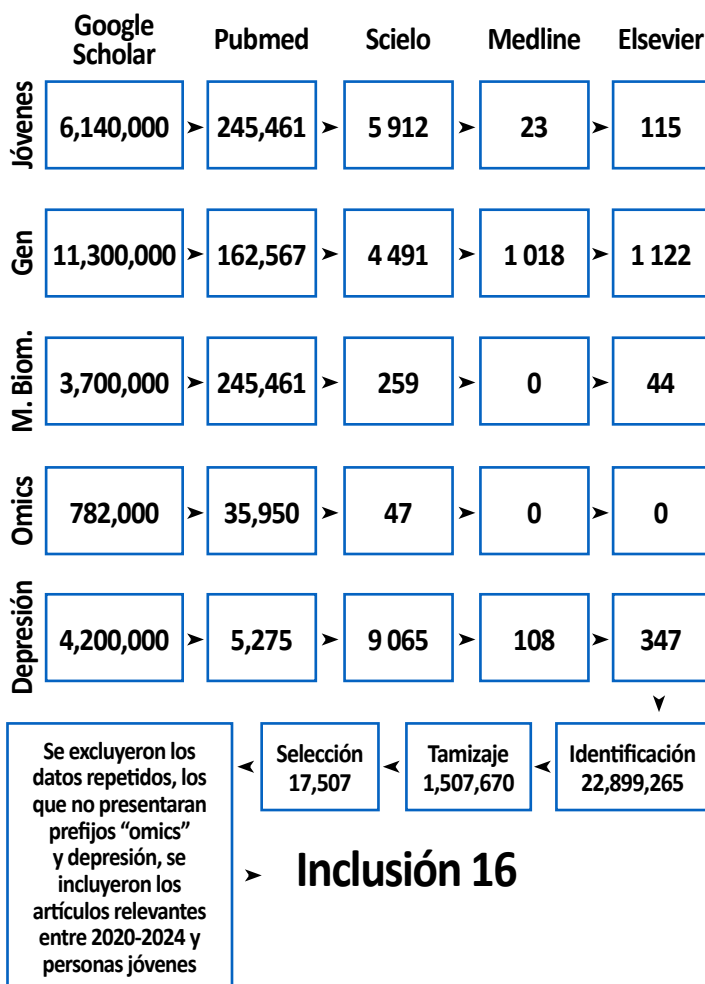 Google Scholar Pubmed Scielo Medline Elsevier
Jóvenes 6,140,000 245,461 5 912 23 115
Gen 11,300,000 162,567 4 491 1 018 1 122
M. Biom. 3,700,000 245,461 259 0 44
Omics 782,000 35,950 47 0 0
Depresión 4,200,000 5,275 9 065 108 347
Identificación
22,899,265
Tamizaje
1,507,670
Selección
17,507
Se excluyeron los
datos repetidos, los
que no presentaran
prefijos “omics”
y depresión, se
incluyeron los
artículos relevantes
entre 2020-2024 y
personas jóvenes
Inclusión 16